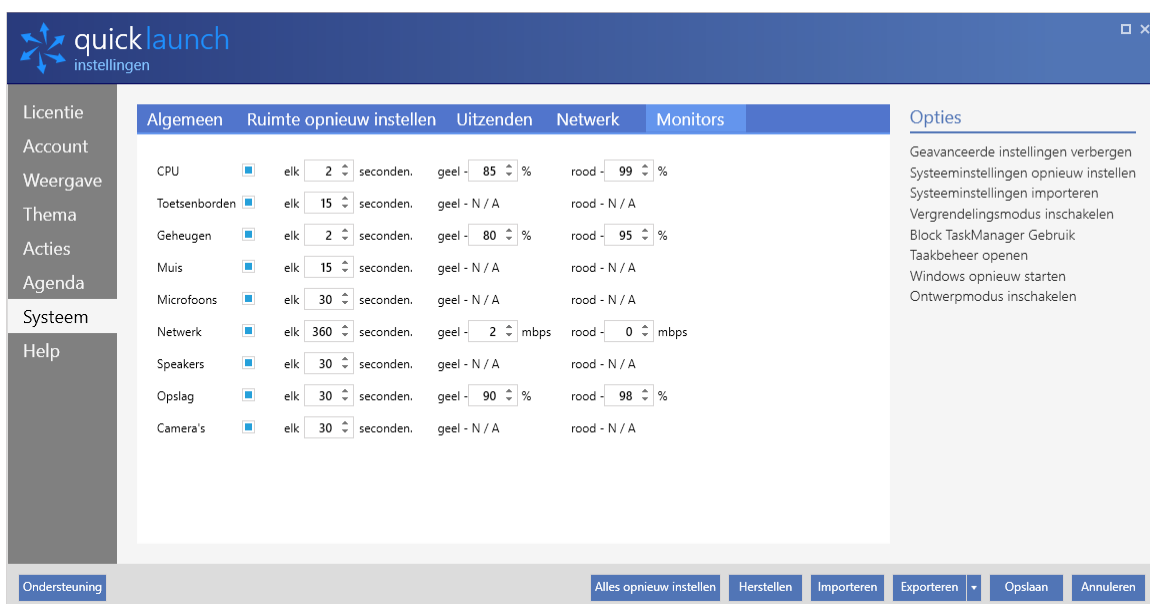 quicklaunch
instellingen
Licentie
Account
Weergave
Thema
Acties
Agenda
Systeem
Help
Algemeen Ruimte opnieuw instellen Uitzenden Netwerk Monitors
CPU elk 2 seconden. geel - 85 % rood - 99 %
Toetsenborden elk 15 seconden. geel - N / A rood - N / A
Geheugen elk 2 seconden. geel - 80 % rood - 95 %
Muis elk 15 seconden. geel - N / A rood - N / A
Microfoons elk 30 seconden. geel - N / A rood - N / A
Netwerk elk 360 seconden. geel - 2 mbps rood - 0 mbps
Speakers elk 30 seconden. geel - N / A rood - N / A
Opslag elk 30 seconden. geel - 90 % rood - 98 %
Camera's elk 30 seconden. geel - N / A rood - N / A
Opties
Geavanceerde instellingen verbergen
Systeeminstellingen opnieuw instellen
Systeeminstellingen importeren
Vergrendelingsmodus inschakelen
Block TaskManager Gebruik
Taakbeheer openen
Windows opnieuw starten
Ontwerpmodus inschakelen
Ondersteuning Alles opnieuw instellen Herstellen Importeren Exporteren Opslaan Annuleren